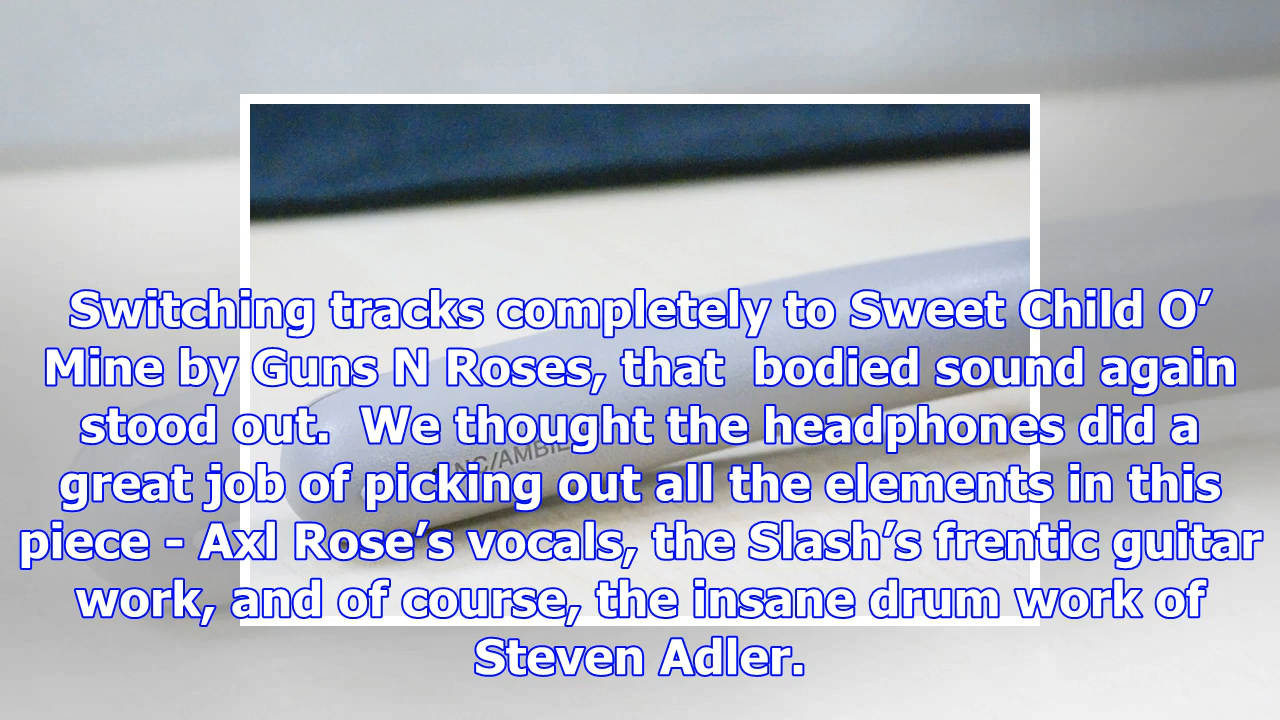 Switching tracks completely to Sweet Child O’
Mine by Guns N Roses, that  bodied sound again
stood out.  We thought the headphones did a
great job of picking out all the elements in this
piece - Axl Rose’s vocals, the Slash’s frentic guitar
work, and of course, the insane drum work of
Steven Adler.